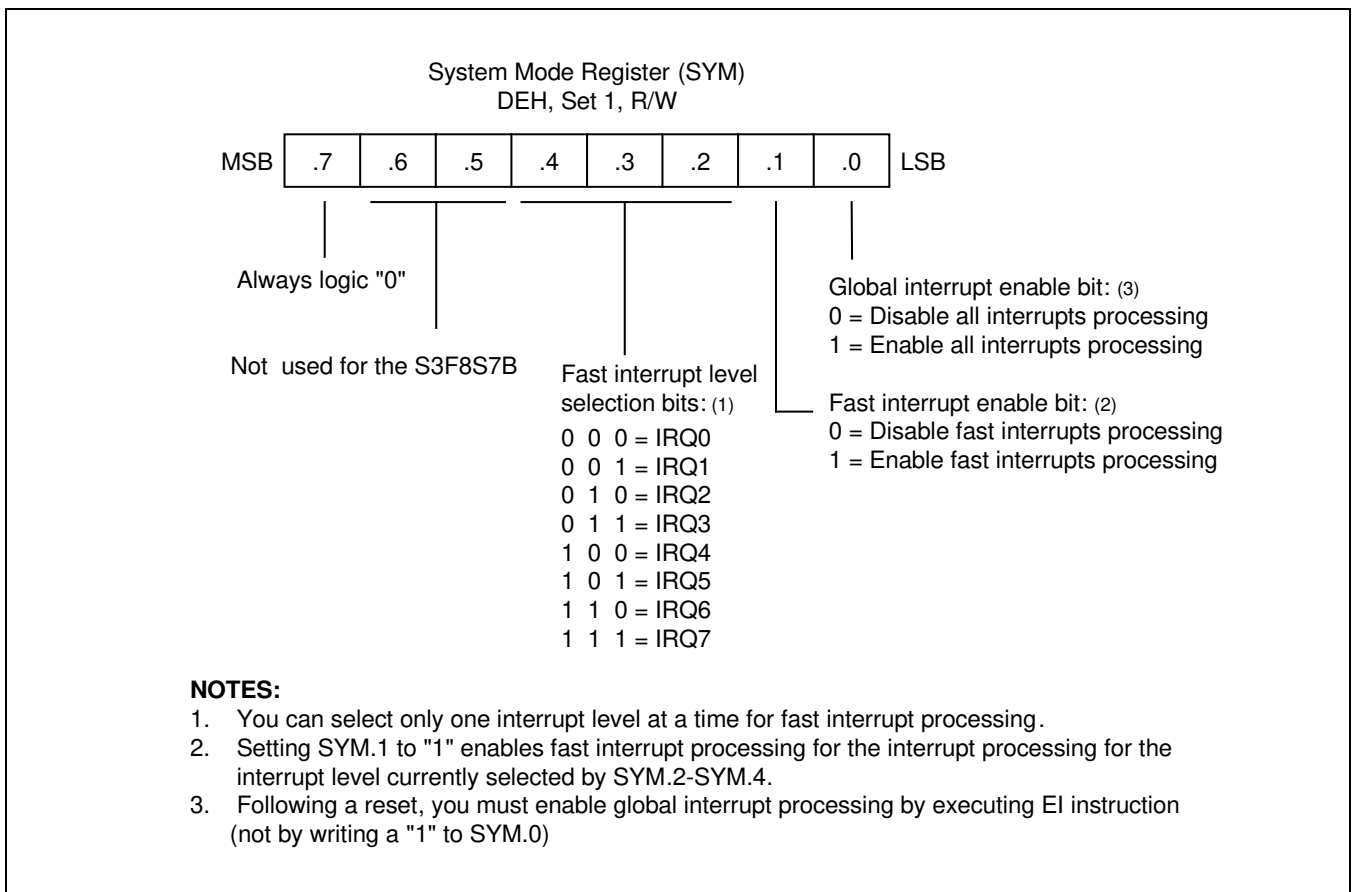 System Mode Register (SYM)
DEH, Set 1, R/W
MSB .7 .6 .5 .4 .3 .2 .1 .0 LSB
Always logic "0"
Not used for the S3F8S7B
Fast interrupt level
selection bits: (1)
0 0 0 = IRQ0
0 0 1 = IRQ1
0 1 0 = IRQ2
0 1 1 = IRQ3
1 0 0 = IRQ4
1 0 1 = IRQ5
1 1 0 = IRQ6
1 1 1 = IRQ7
Global interrupt enable bit: (3)
0 = Disable all interrupts processing
1 = Enable all interrupts processing
Fast interrupt enable bit: (2)
0 = Disable fast interrupts processing
1 = Enable fast interrupts processing
NOTES:
1. You can select only one interrupt level at a time for fast interrupt processing.
2. Setting SYM.1 to "1" enables fast interrupt processing for the interrupt processing for the
interrupt level currently selected by SYM.2-SYM.4.
3. Following a reset, you must enable global interrupt processing by executing EI instruction
(not by writing a "1" to SYM.0)